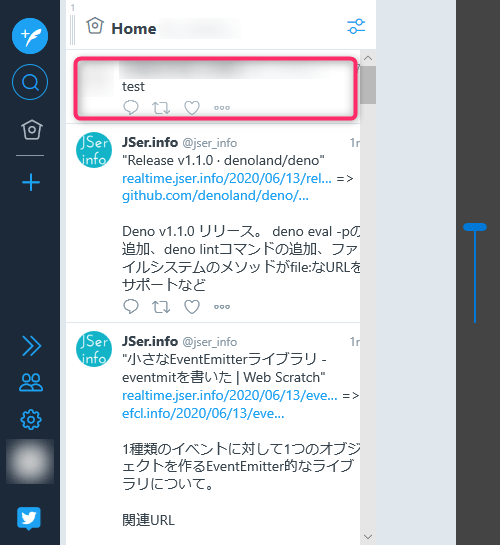 1
Home
test
JSer.info @jser_info
"Release v1.1.0 · denoland/deno"
realtime.jser.info/2020/06/13/rel... =>
github.com/denoland/deno/...
Deno v1.1.0 リリース。 deno eval -pの
追加、deno lintコマンドの追加、ファ
イルシステムのメソッドがfile:なURLを
サポートなど
JSer.info @jser_info
"小さなEventEmitterライブラリ -
eventmitを書いた | Web Scratch"
realtime.jser.info/2020/06/13/eve... =>
efcl.info/2020/06/13/eve...
1種類のイベントに対して1つのオブジ
ェクトを作るEventEmitter的なライブ
ラリについて。
関連URL
JSer
info
JSer
info